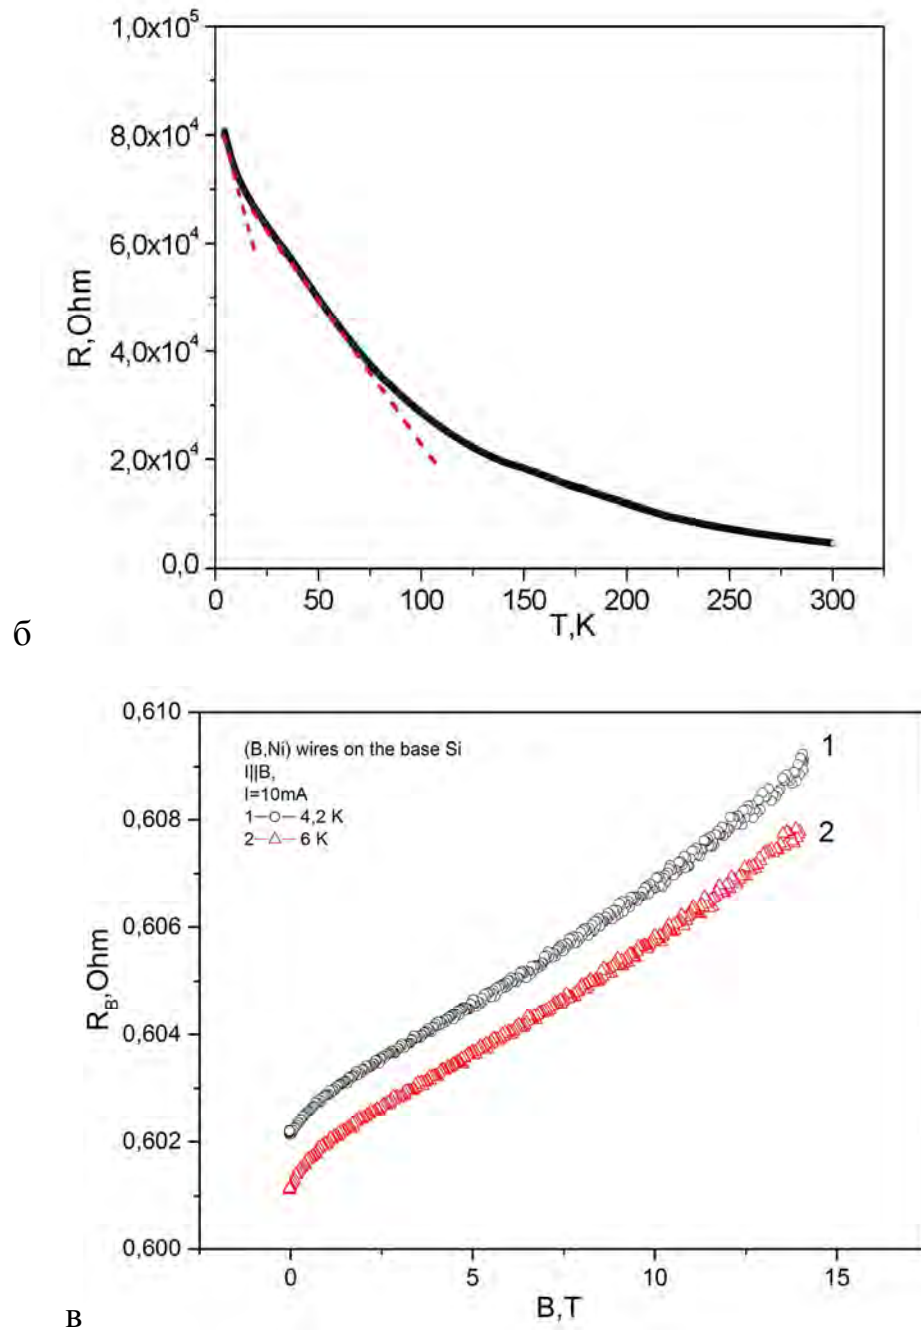 1,0x10⁵
8,0x10⁴
6,0x10⁴
4,0x10⁴
2,0x10⁴
0,0
R,Ohm
0 50 100 150 200 250 300
T,K
б
0,610
0,608
0,606
0,604
0,602
0,600
R_B,Ohm
(B,Ni) wires on the base Si
I||B,
I=10mA
1—○—4,2 K
2—△—6 K
1
2
0 5 10 15
B,T
в